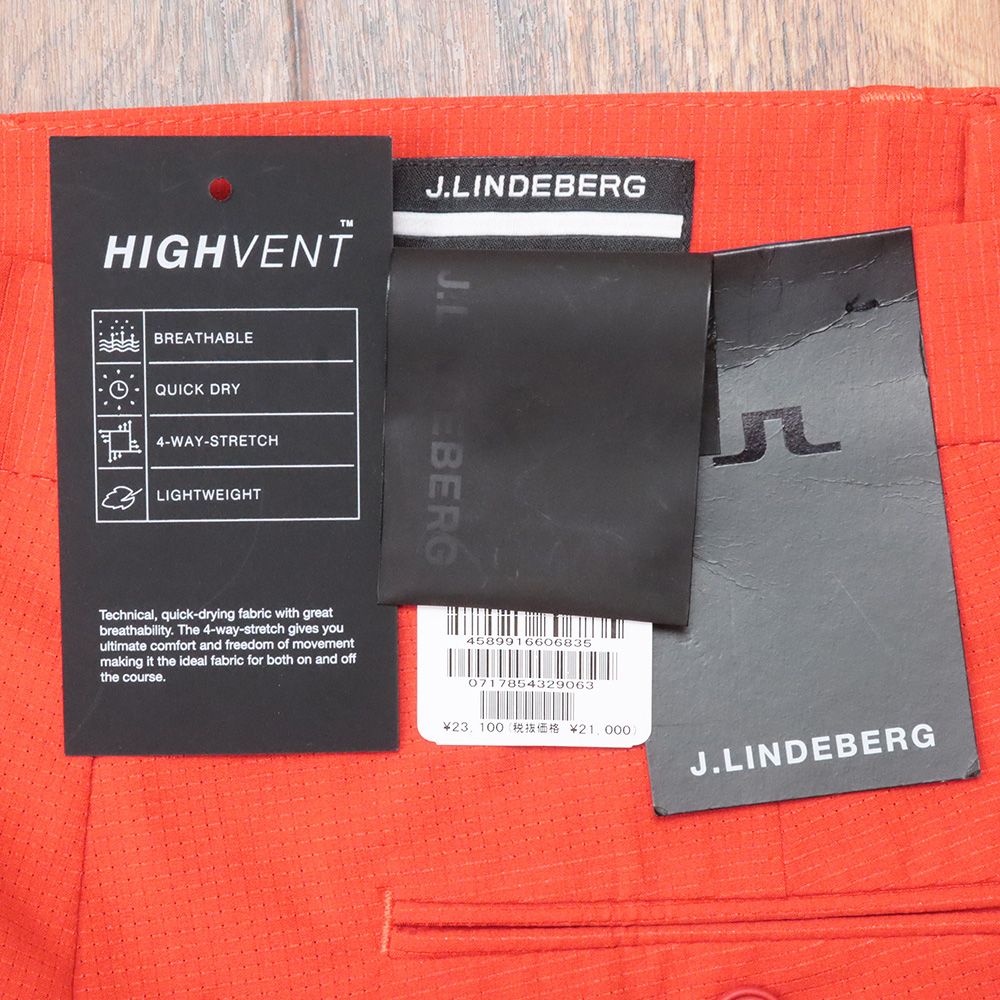 HIGHVENT™
BREATHABLE
QUICK DRY
4-WAY-STRETCH
LIGHTWEIGHT
Technical, quick-drying fabric with great
breathability. The 4-way-stretch gives you
ultimate comfort and freedom of movement
making it the ideal fabric for both on and off
the course.
J.LINDEBERG
J.L
EBERG
4589916606835
0717854329063
¥23,100 (税抜価格 ¥21,000)
JL
J.LINDEBERG